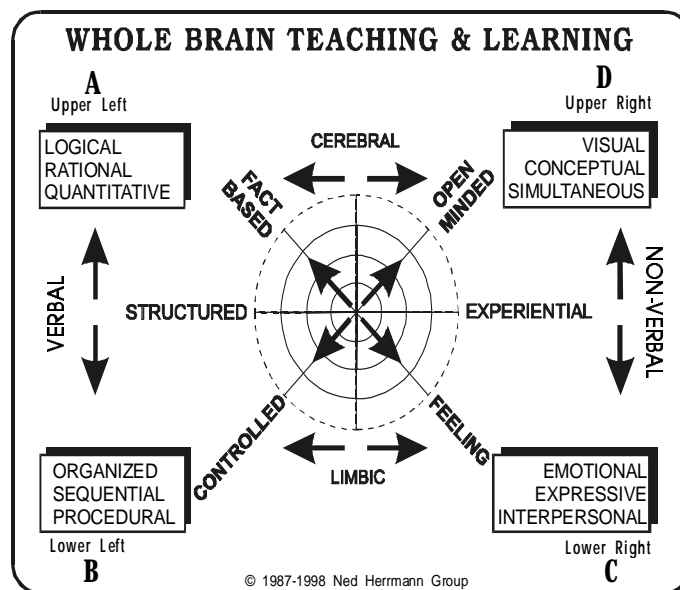 WHOLE BRAIN TEACHING & LEARNING
A
Upper Left
LOGICAL
RATIONAL
QUANTITATIVE
D
Upper Right
VISUAL
CONCEPTUAL
SIMULTANEOUS
CEREBRAL
FACT
BASED
OPEN
MINDED
VERBAL
STRUCTURED
EXPERIENTIAL
NON-VERBAL
CONTROLLED
FEELING
LIMBIC
ORGANIZED
SEQUENTIAL
PROCEDURAL
Lower Left
B
EMOTIONAL
EXPRESSIVE
INTERPERSONAL
Lower Right
C
© 1987-1998 Ned Herrmann Group